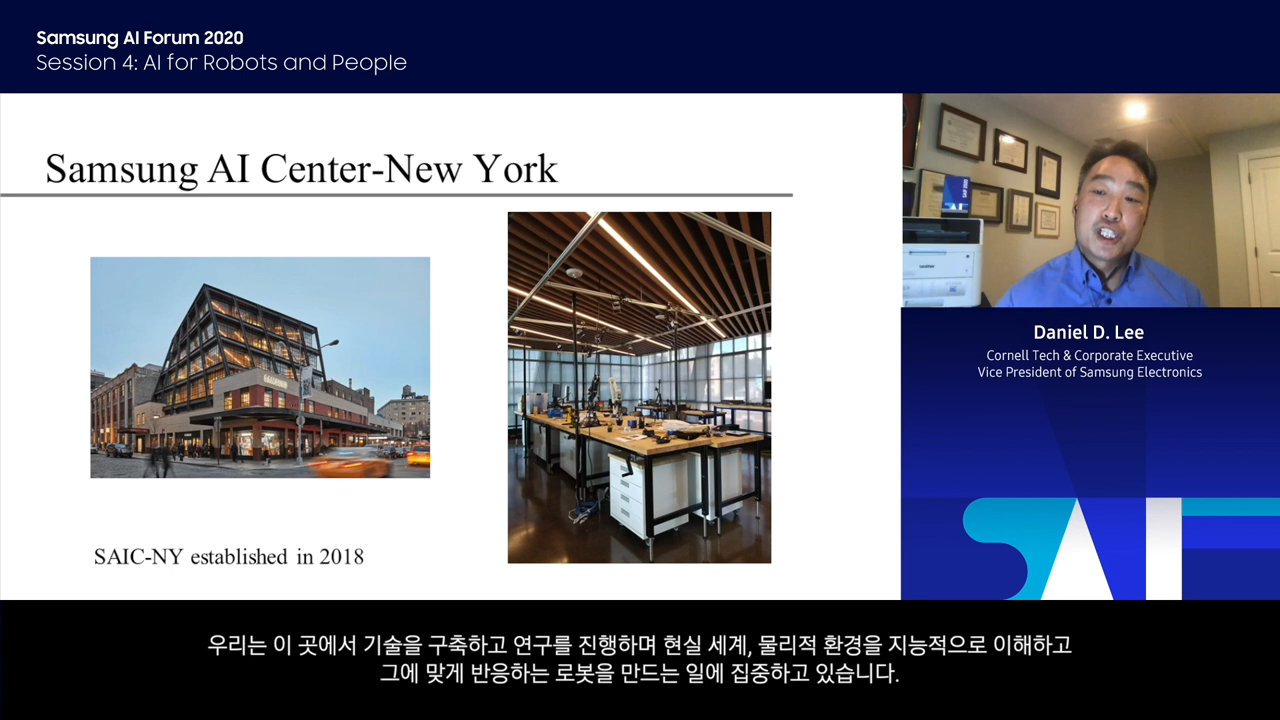 Samsung AI Forum 2020
Session 4: AI for Robots and People
Samsung AI Center-New York
SAIC-NY established in 2018
brother
Daniel D. Lee
Cornell Tech & Corporate Executive
Vice President of Samsung Electronics
SAIF
우리는 이 곳에서 기술을 구축하고 연구를 진행하며 현실 세계, 물리적 환경을 지능적으로 이해하고
그에 맞게 반응하는 로봇을 만드는 일에 집중하고 있습니다.